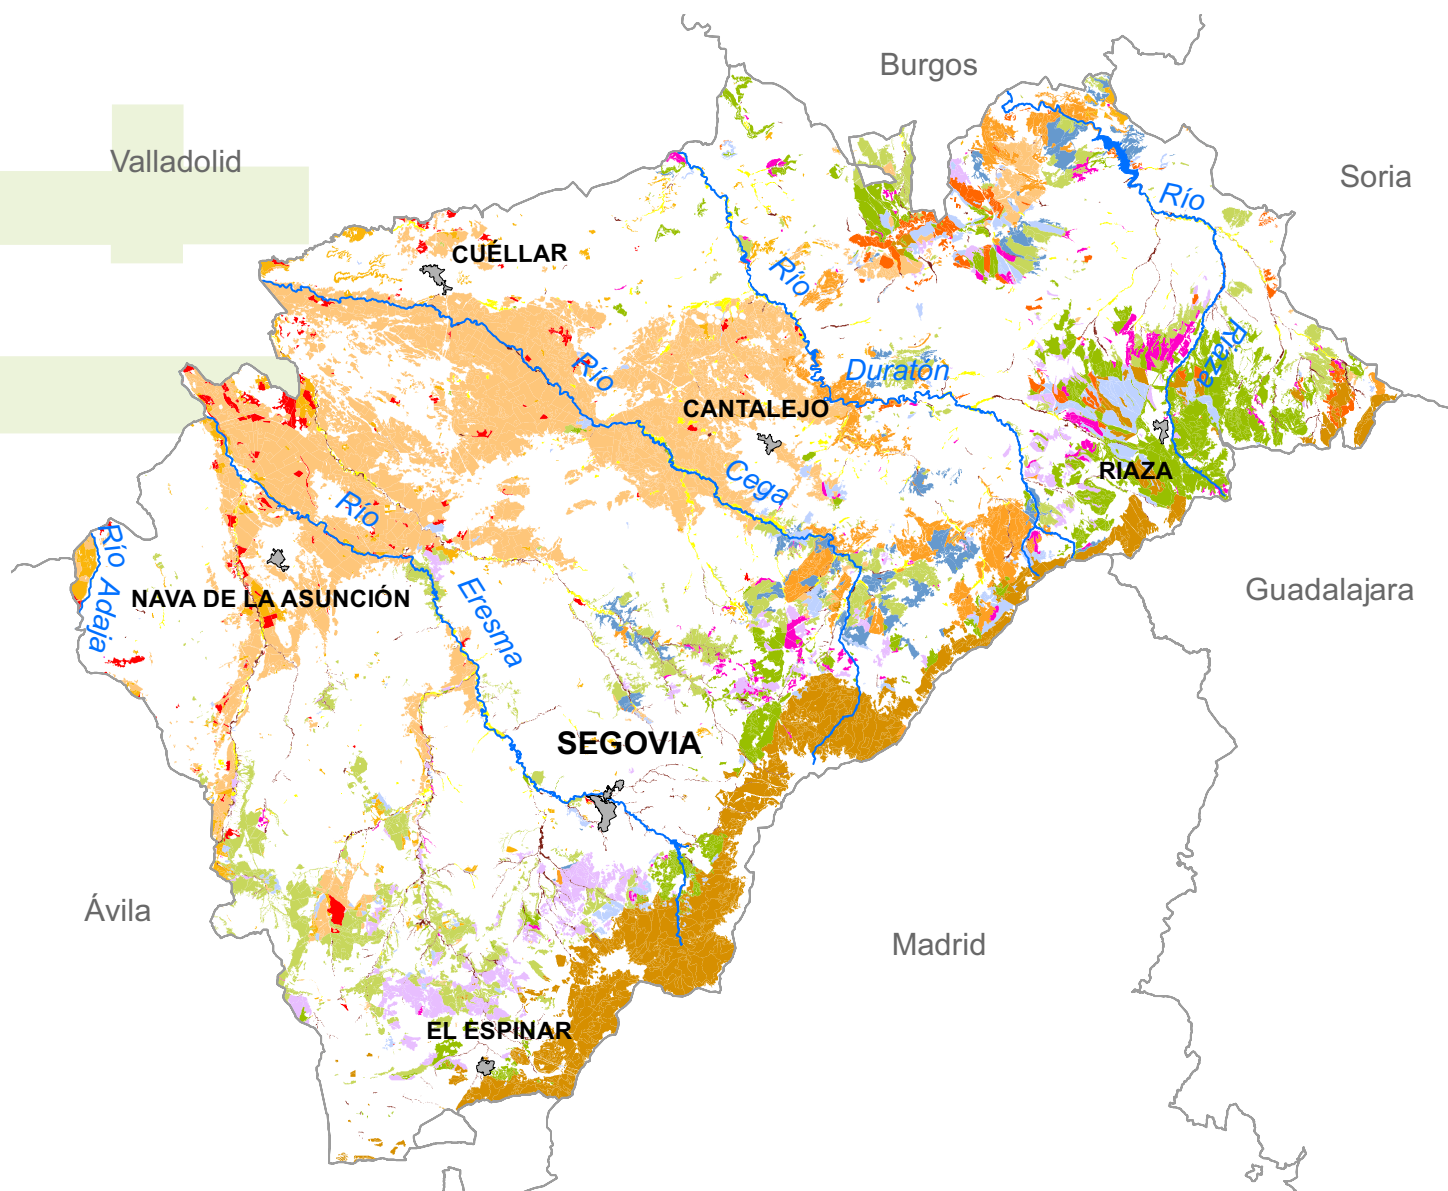 Burgos
Valladolid
Soria
Río
CUÉLLAR
Río
Riaza
Río
Duratón
CANTALEJO
RIAZA
Cega
Río
Río Adaja
Guadalajara
NAVA DE LA ASUNCIÓN
Eresma
SEGOVIA
Ávila
Madrid
EL ESPINAR